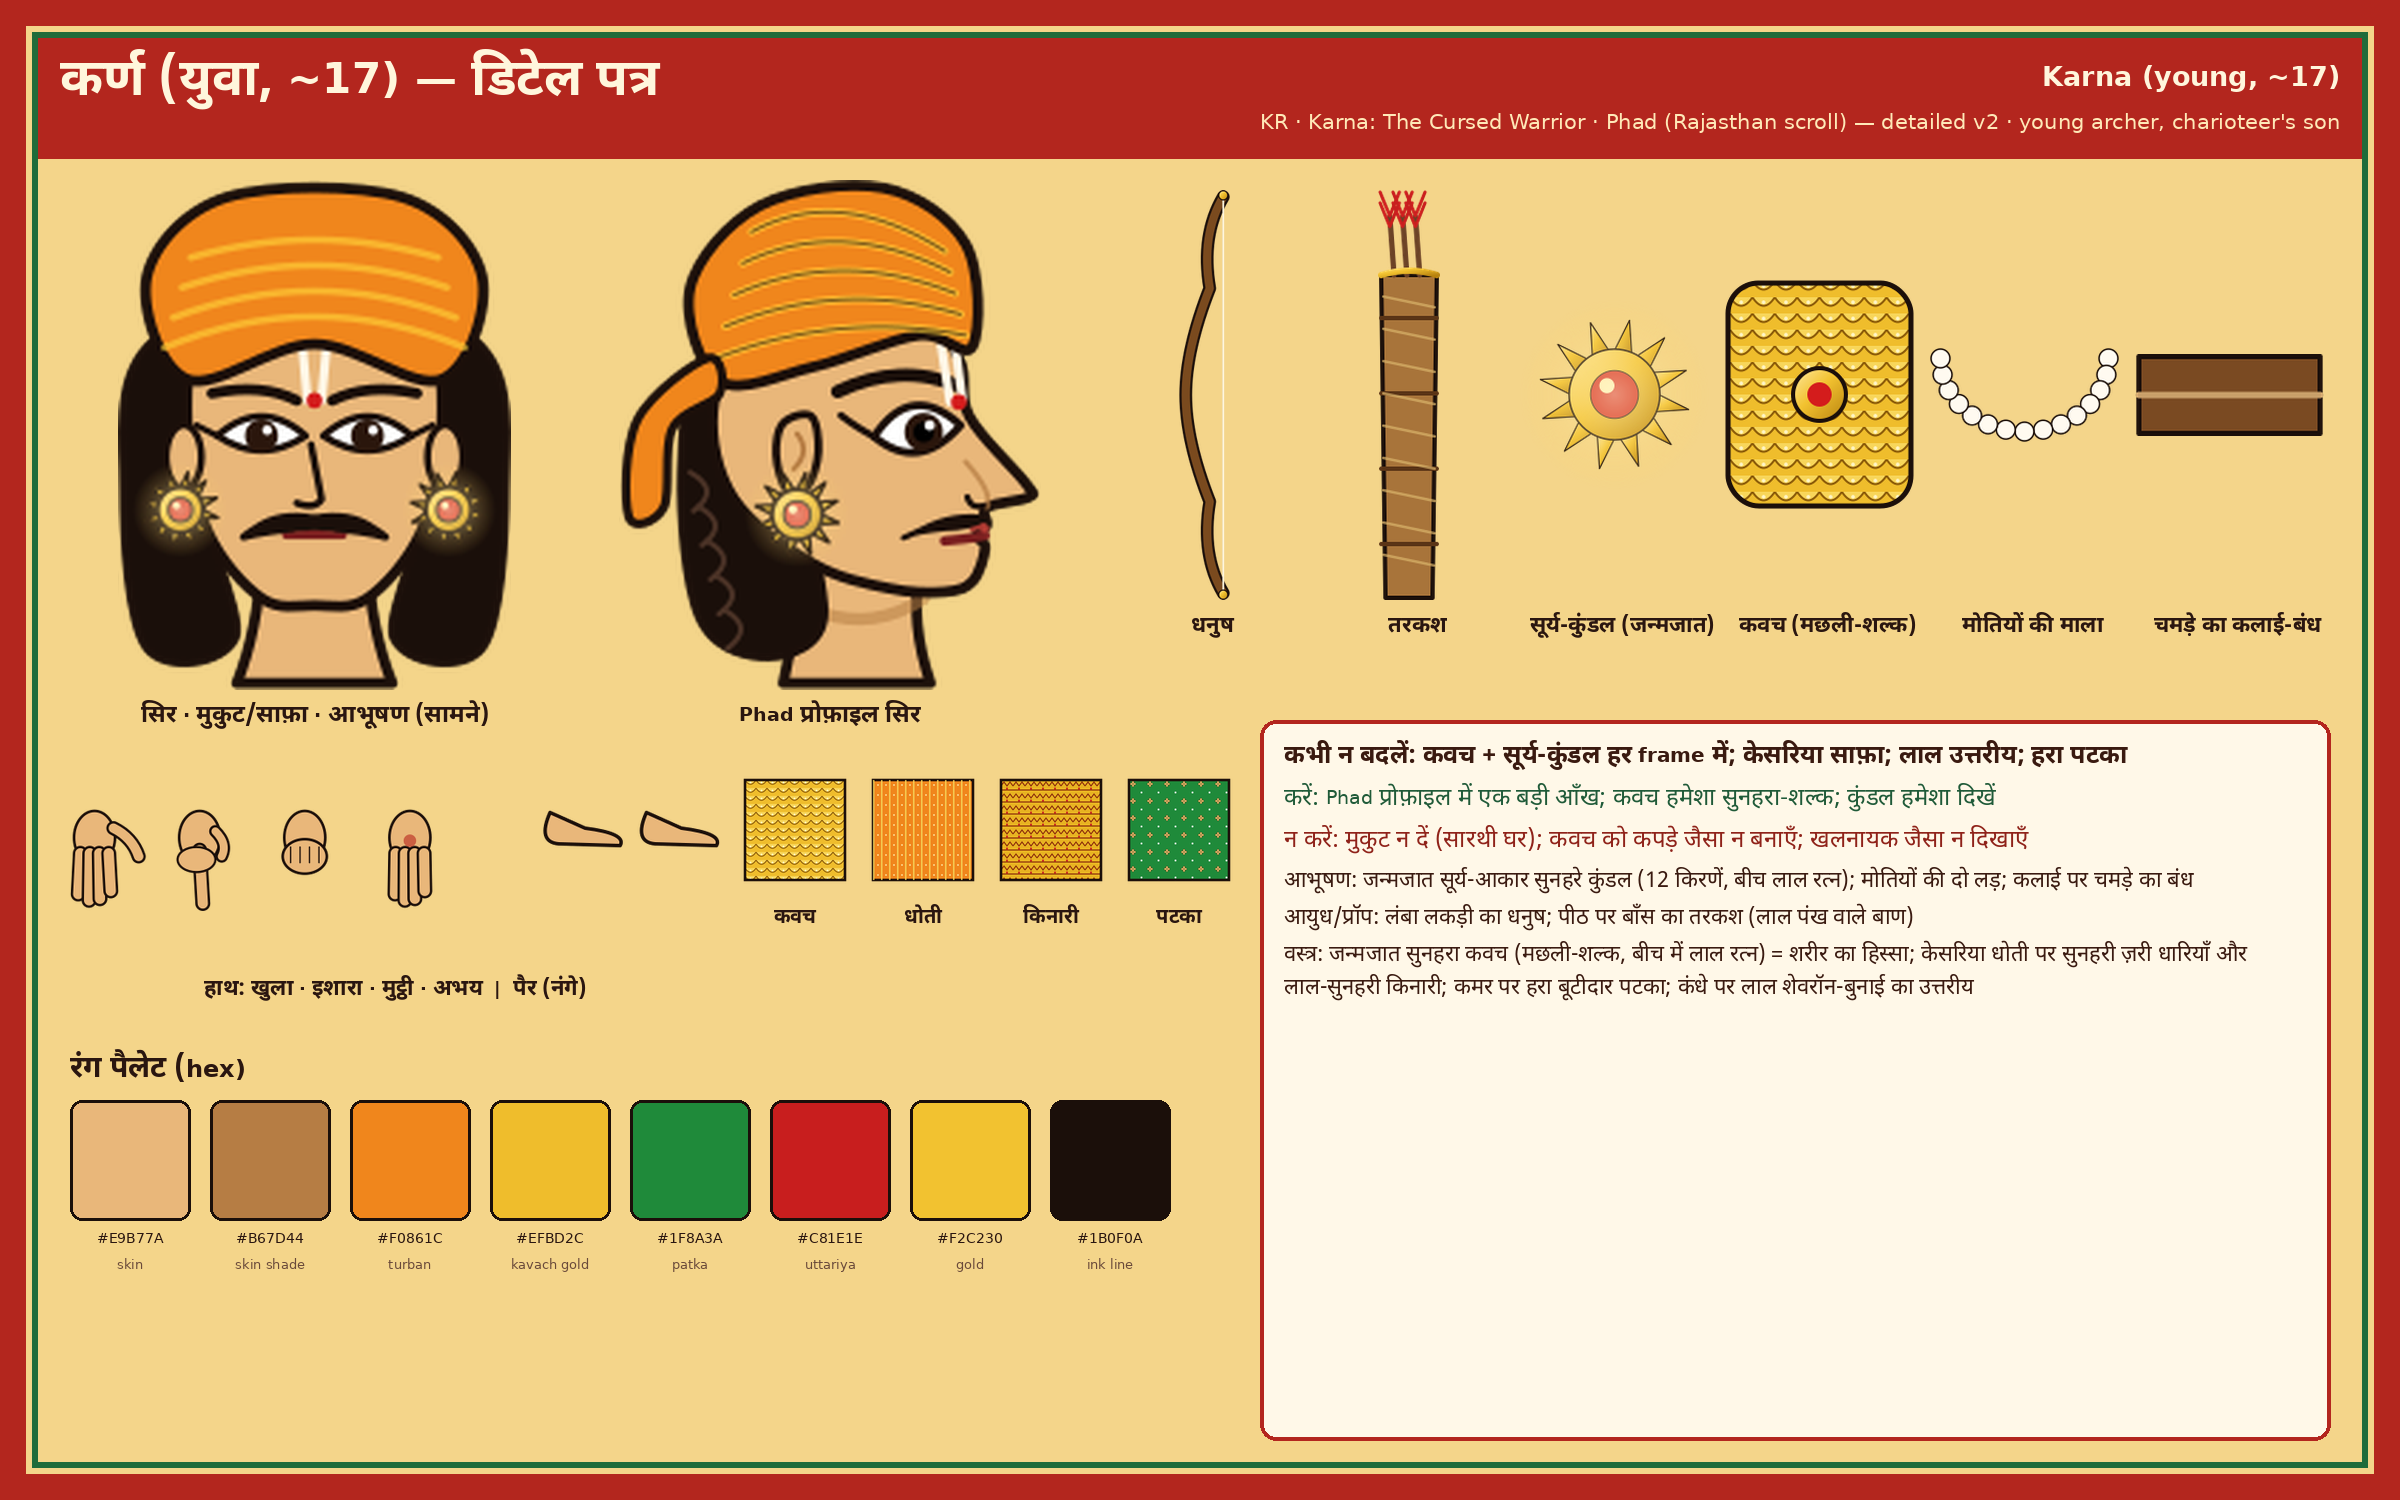 कर्ण (युवा, ~17) — डिटेल पत्र
Karna (young, ~17)
KR · Karna: The Cursed Warrior · Phad (Rajasthan scroll) — detailed v2 · young archer, charioteer's son
धनुष
तरकश
सूर्य-कुंडल (जन्मजात)
कवच (मछली-शल्क)
मोतियों की माला
चमड़े का कलाई-बंध
सिर · मुकुट/साफ़ा · आभूषण (सामने)
Phad प्रोफ़ाइल सिर
कवच
धोती
किनारी
पटका
हाथ: खुला · इशारा · मुट्ठी · अभय | पैर (नंगे)
कभी न बदलें: कवच + सूर्य-कुंडल हर frame में; केसरिया साफ़ा; लाल उत्तरीय; हरा पटका
करें: Phad प्रोफ़ाइल में एक बड़ी आँख; कवच हमेशा सुनहरा-शल्क; कुंडल हमेशा दिखें
न करें: मुकुट न दें (सारथी घर); कवच को कपड़े जैसा न बनाएँ; खलनायक जैसा न दिखाएँ
आभूषण: जन्मजात सूर्य-आकार सुनहरे कुंडल (12 किरणें, बीच लाल रत्न); मोतियों की दो लड़; कलाई पर चमड़े का बंध
आयुध/प्रॉप: लंबा लकड़ी का धनुष; पीठ पर बाँस का तरकश (लाल पंख वाले बाण)
वस्त्र: जन्मजात सुनहरा कवच (मछली-शल्क, बीच में लाल रत्न) = शरीर का हिस्सा; केसरिया धोती पर सुनहरी ज़री धारियाँ और
लाल-सुनहरी किनारी; कमर पर हरा बूटीदार पटका; कंधे पर लाल शेवरॉन-बुनाई का उत्तरीय
रंग पैलेट (hex)
#E9B77A
#B67D44
#F0861C
#EFBD2C
#1F8A3A
#C81E1E
#F2C230
#1B0F0A
skin
skin shade
turban
kavach gold
patka
uttariya
gold
ink line